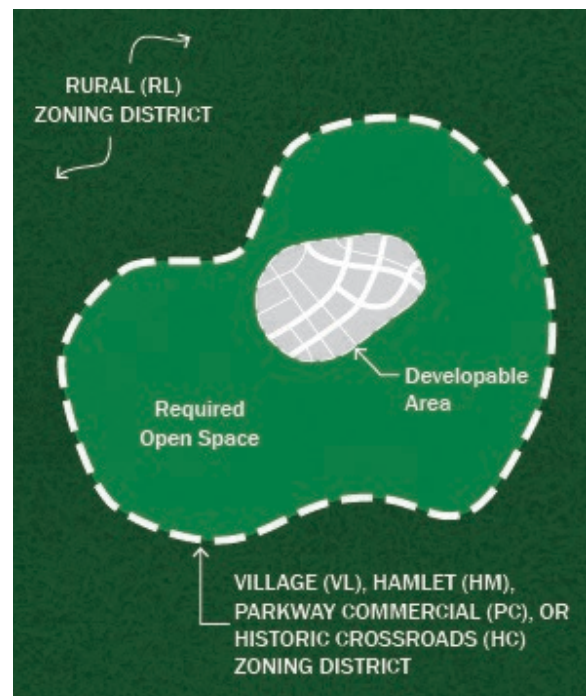 RURAL (RL)
ZONING DISTRICT
Developable
Area
Required
Open Space
VILLAGE (VL), HAMLET (HM),
PARKWAY COMMERCIAL (PC), OR
HISTORIC CROSSROADS (HC)
ZONING DISTRICT